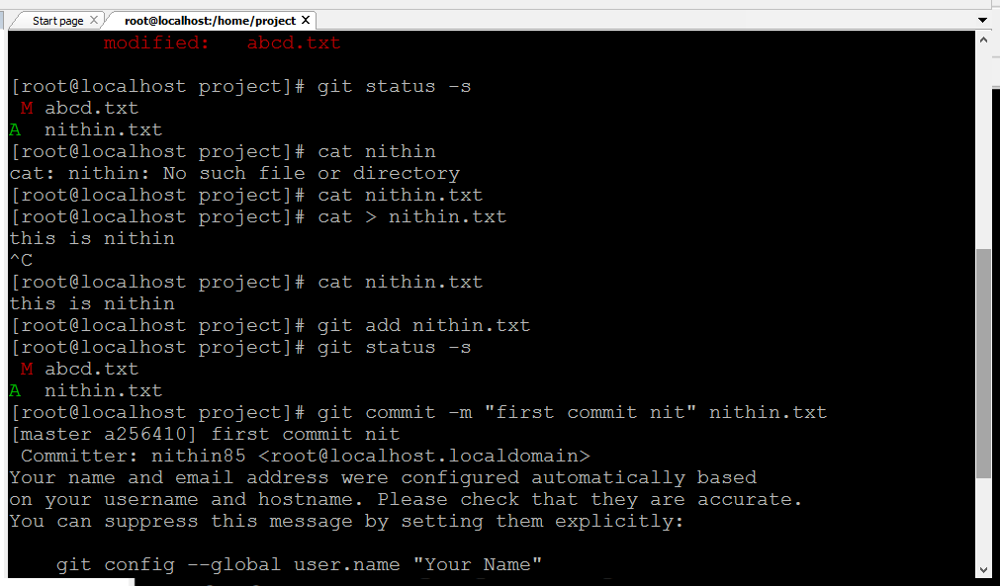 Start page
root@localhost:/home/project
modified: abcd.txt
[root@localhost project]# git status -s
M abcd.txt
A nithin.txt
[root@localhost project]# cat nithin
cat: nithin: No such file or directory
[root@localhost project]# cat nithin.txt
[root@localhost project]# cat > nithin.txt
this is nithin
^C
[root@localhost project]# cat nithin.txt
this is nithin
[root@localhost project]# git add nithin.txt
[root@localhost project]# git status -s
M abcd.txt
A nithin.txt
[root@localhost project]# git commit -m "first commit nit" nithin.txt
[master a256410] first commit nit
Committer: nithin85 <root@localhost.localdomain>
Your name and email address were configured automatically based
on your username and hostname. Please check that they are accurate.
You can suppress this message by setting them explicitly:
git config --global user.name "Your Name"